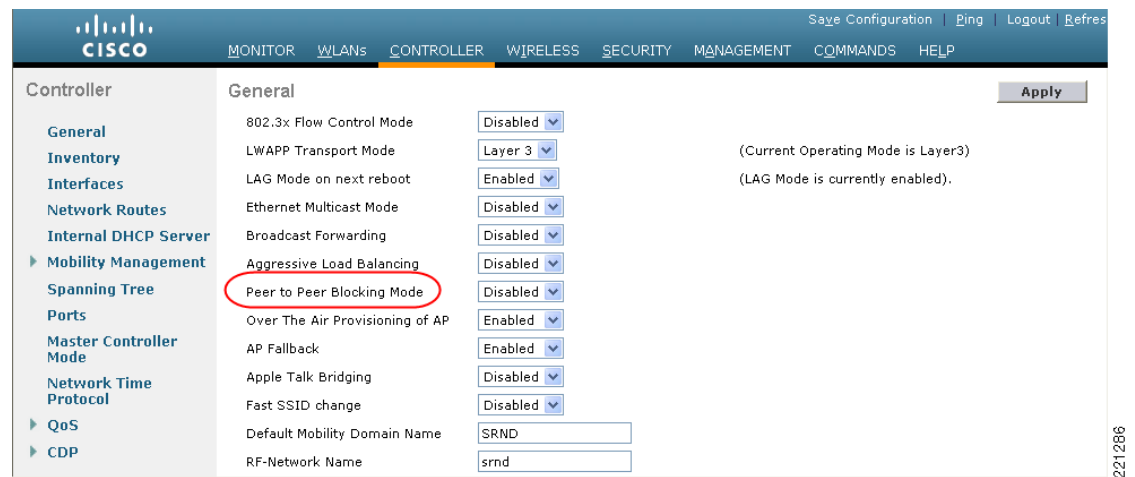 Save Configuration | Ping | Logout | Refres
CISCO
MONITOR WLANs CONTROLLER WIRELESS SECURITY MANAGEMENT COMMANDS HELP
Controller
General
Inventory
Interfaces
Network Routes
Internal DHCP Server
Mobility Management
Spanning Tree
Ports
Master Controller
Mode
Network Time
Protocol
QoS
CDP
General
Apply
802.3x Flow Control Mode Disabled
LWAPP Transport Mode Layer 3 (Current Operating Mode is Layer3)
LAG Mode on next reboot Enabled (LAG Mode is currently enabled).
Ethernet Multicast Mode Disabled
Broadcast Forwarding Disabled
Aggressive Load Balancing Disabled
Peer to Peer Blocking Mode Disabled
Over The Air Provisioning of AP Enabled
AP Fallback Enabled
Apple Talk Bridging Disabled
Fast SSID change Disabled
Default Mobility Domain Name SRND
RF-Network Name srnd
221286